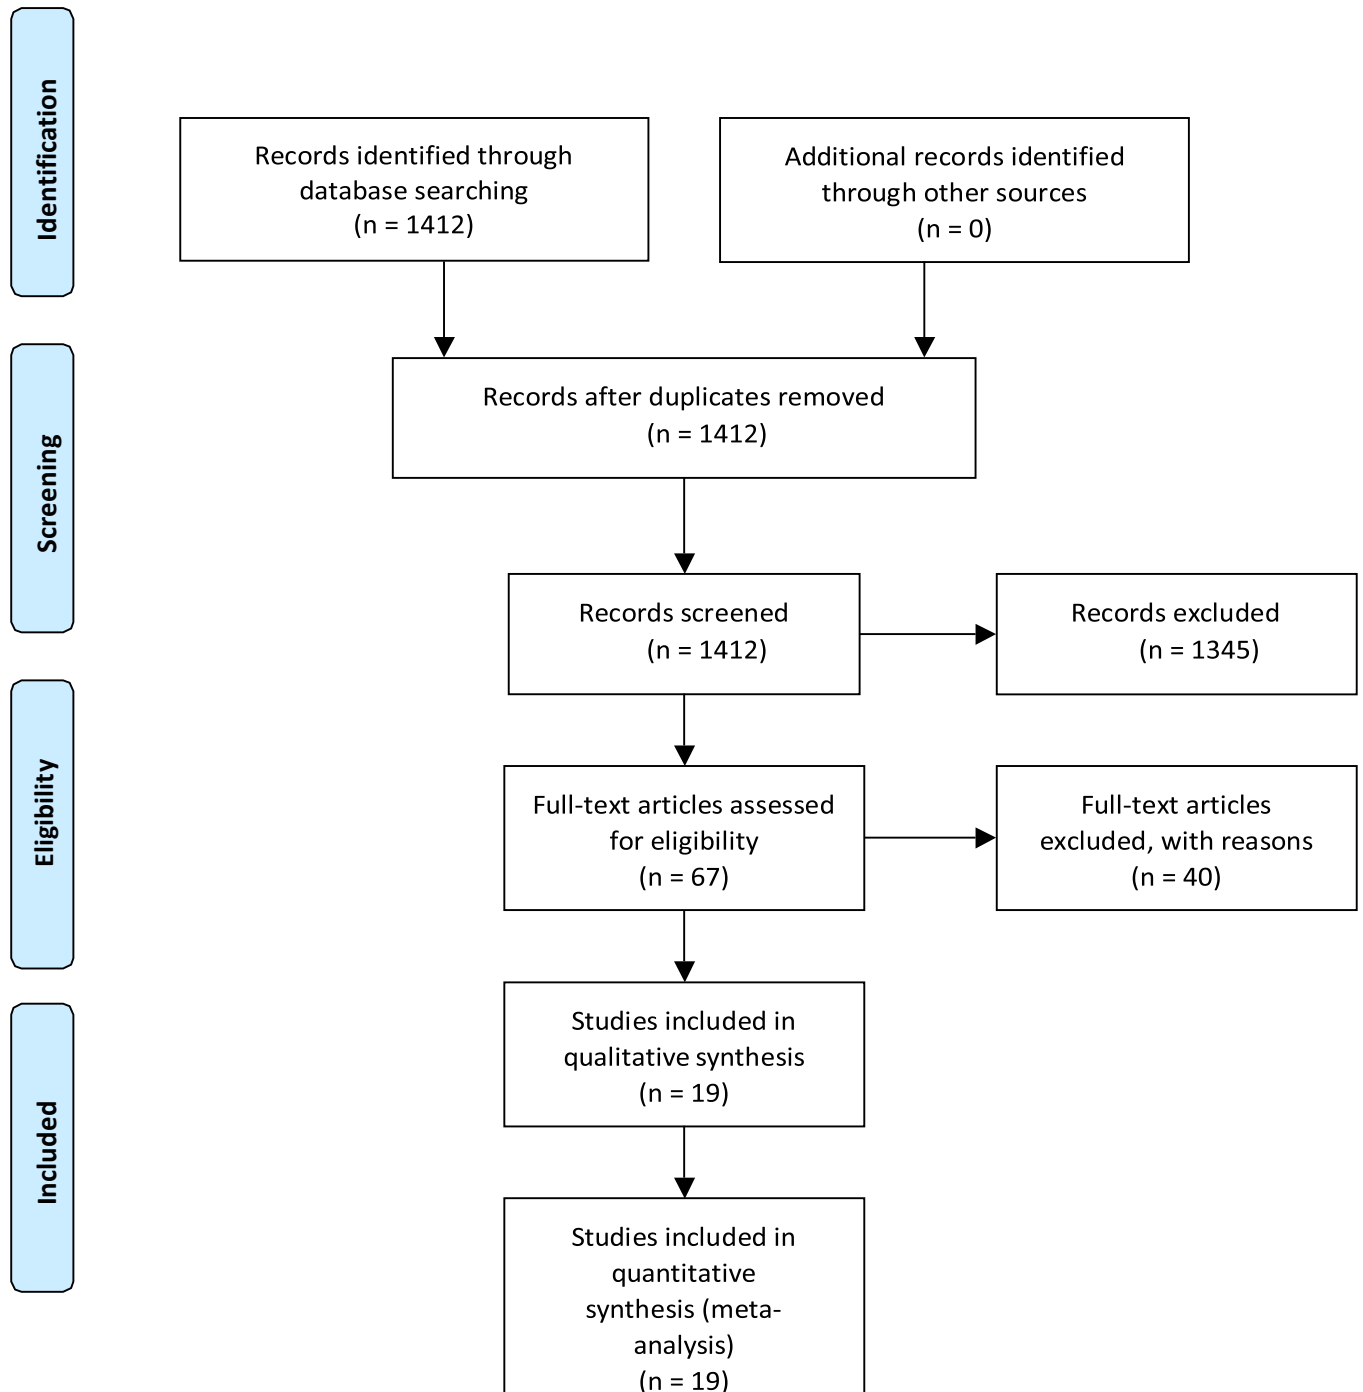 Identification
Records identified through
database searching
(n = 1412)
Additional records identified
through other sources
(n = 0)
Screening
Records after duplicates removed
(n = 1412)
Records screened
(n = 1412)
Records excluded
(n = 1345)
Eligibility
Full-text articles assessed
for eligibility
(n = 67)
Full-text articles
excluded, with reasons
(n = 40)
Included
Studies included in
qualitative synthesis
(n = 19)
Studies included in
quantitative
synthesis (meta-
analysis)
(n = 19)